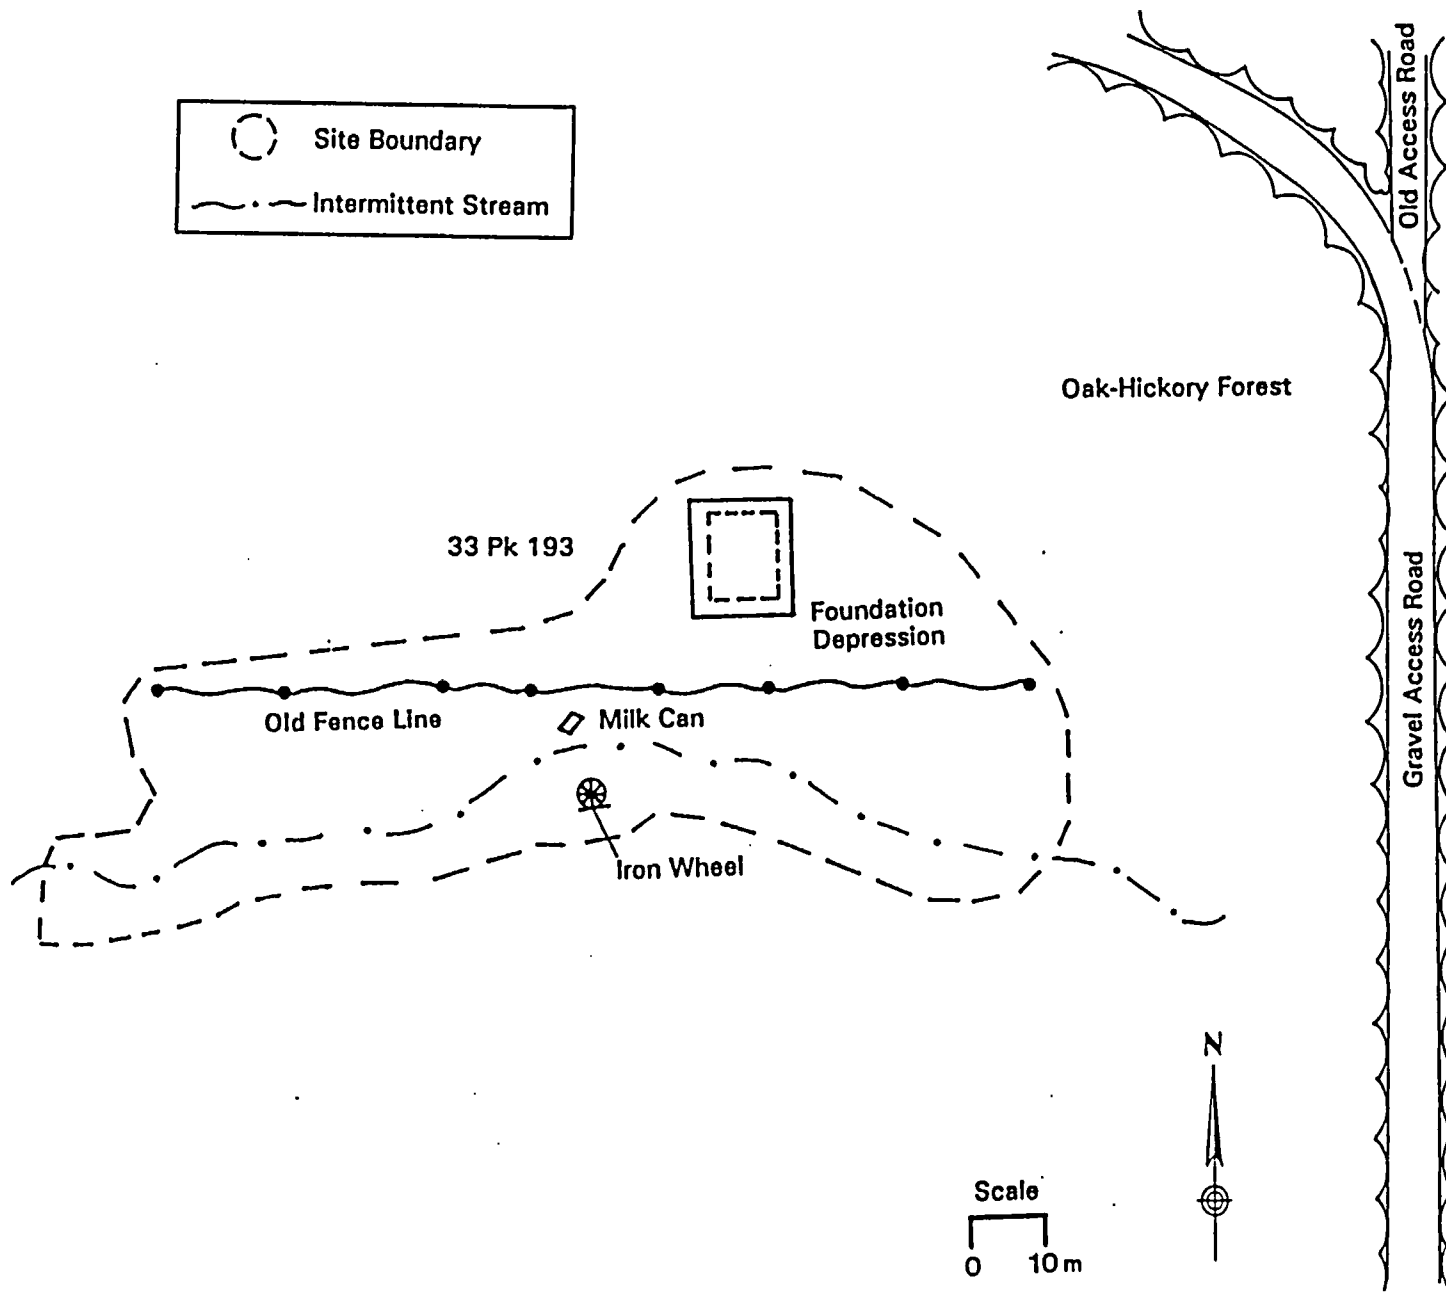 Site Boundary
Intermittent Stream
Old Access Road
Oak-Hickory Forest
33 Pk 193
Foundation
Depression
Gravel Access Road
Old Fence Line
Milk Can
Iron Wheel
N
Scale
0 10 m